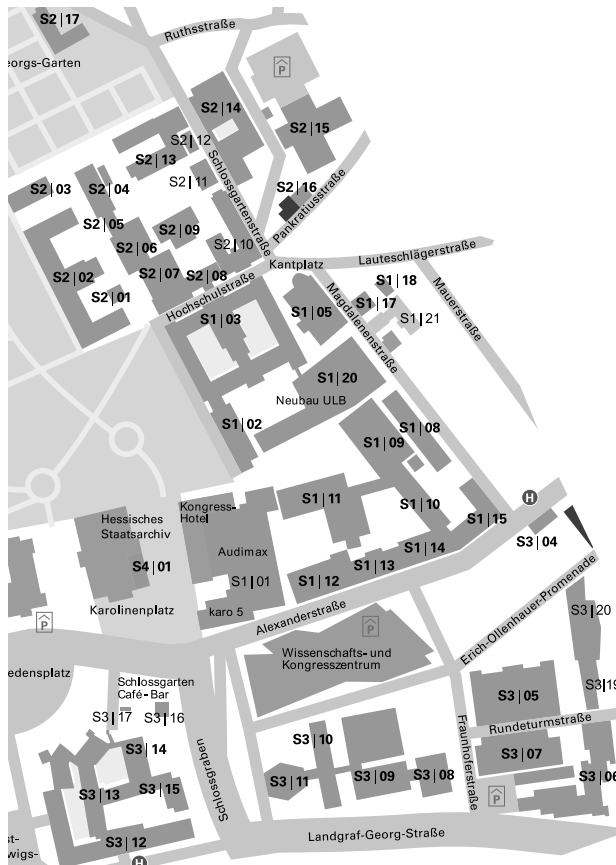 S2|17
Ruthsstraße
eorgs-Garten
P
S2|14
S2|15
S2|12
S2|13
S2|11
Schlossgartenstraße
S2|03
S2|04
S2|16
Pankratiusstraße
S2|05
S2|09
S2|06
S2|10
S2|02
S2|07
S2|08
Kantplatz
Lauteschlägerstraße
S2|01
Hochschulstraße
S1|18
S1|03
S1|05
S1|17
S1|21
Magdalenenstraße
Mauerstraße
S1|20
Neubau ULB
S1|02
S1|08
S1|09
S1|11
S1|10
H
Kongress-
Hotel
Hessisches
Staatsarchiv
S1|15
S3|04
Audimax
S1|14
S1|13
S4|01
S1|01
S1|12
Karolinenplatz
karo 5
Alexanderstraße
Erich-Ollenhauer-Promenade
S3|20
P
P
Wissenschafts- und
Kongresszentrum
edensplatz
Schlossgarten
Café-Bar
S3|19
S3|05
S3|17
S3|16
Rundeturmstraße
Fraunhoferstraße
S3|14
S3|10
S3|07
Schlossgraben
S3|13
S3|15
S3|11
S3|09
S3|08
S3|06
P
S3|12
st-
wigs-
H
Landgraf-Georg-Straße